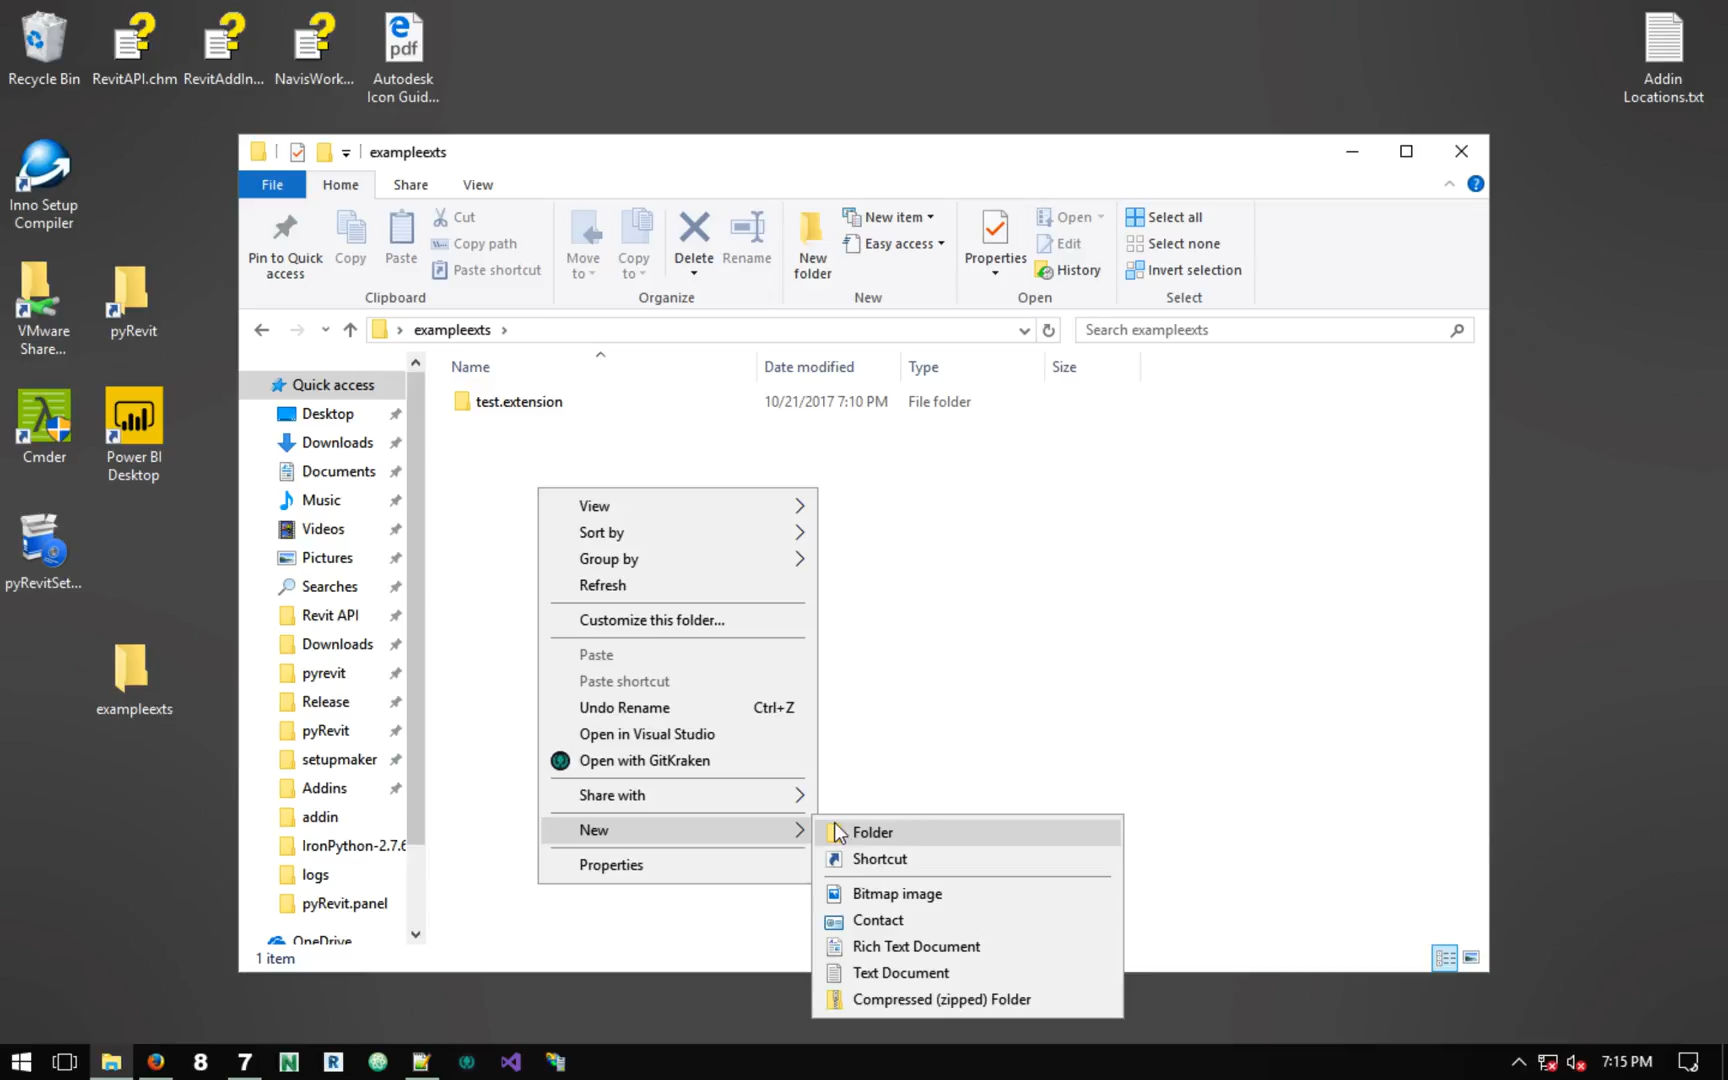 Recycle Bin
RevitAPI.chm
RevitAddIn...
NavisWork...
Autodesk
Icon Guid...
Addin
Locations.txt
Inno Setup
Compiler
VMware
Share...
pyRevit
Cmder
Power BI
Desktop
pyRevitSet...
exampleexts
exampleexts
File
Home
Share
View
Pin to Quick
access
Copy
Paste
Cut
Copy path
Paste shortcut
Clipboard
Move
to
Copy
to
Delete
Rename
Organize
New
folder
New item
Easy access
New
Properties
Open
Edit
History
Open
Select all
Select none
Invert selection
Select
exampleexts
Search exampleexts
Name
Date modified
Type
Size
test.extension
10/21/2017 7:10 PM
File folder
Quick access
Desktop
Downloads
Documents
Music
Videos
Pictures
Searches
Revit API
Downloads
pyrevit
Release
pyRevit
setupmaker
Addins
addin
IronPython-2.7.6
logs
pyRevit.panel
OneDrive
1 item
View
Sort by
Group by
Refresh
Customize this folder...
Paste
Paste shortcut
Undo Rename Ctrl+Z
Open in Visual Studio
Open with GitKraken
Share with
New
Properties
Folder
Shortcut
Bitmap image
Contact
Rich Text Document
Text Document
Compressed (zipped) Folder
pdf
8
7
N
R
7:15 PM